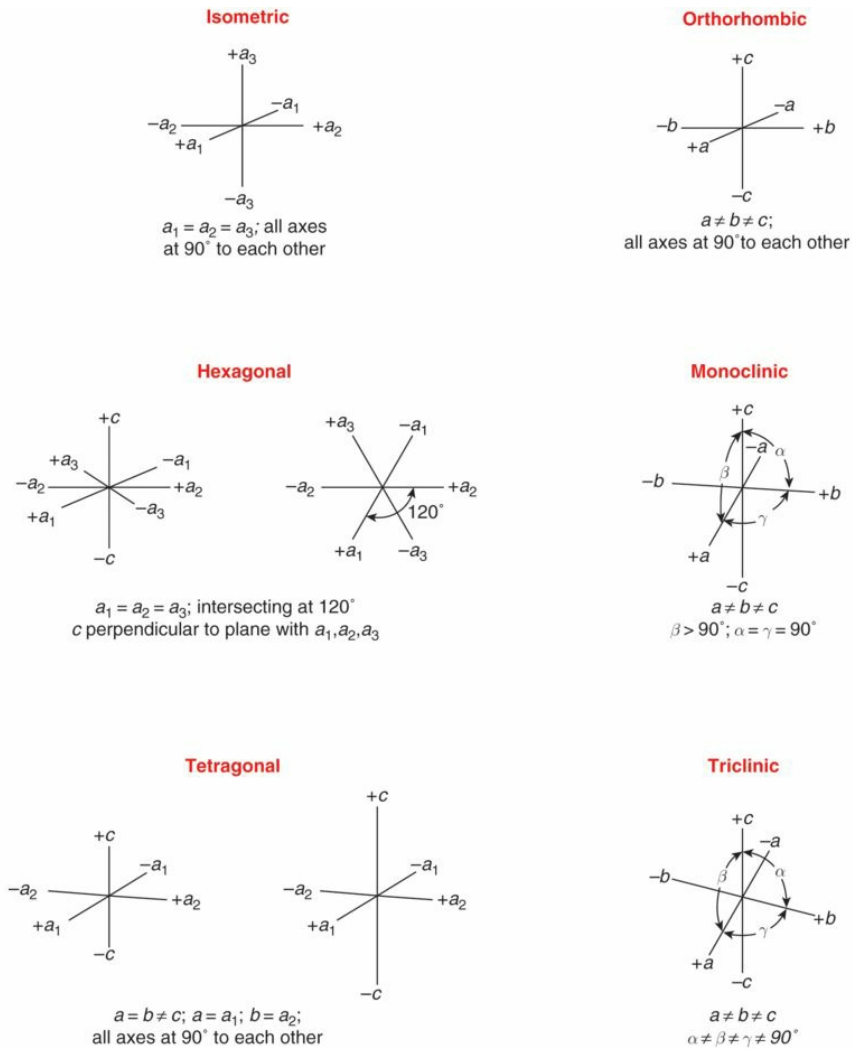 Isometric
+a₃
−a₁
−a₂
+a₂
+a₁
−a₃
a₁ = a₂ = a₃; all axes
at 90° to each other
Orthorhombic
+c
−a
−b
+b
+a
−c
a ≠ b ≠ c;
all axes at 90°to each other
Hexagonal
+c
+a₃
−a₁
−a₂
+a₂
+a₁
−a₃
−c
+a₃
−a₁
−a₂
+a₂
120°
+a₁
−a₃
a₁ = a₂ = a₃; intersecting at 120°
c perpendicular to plane with a₁,a₂,a₃
Monoclinic
+c
−a
α
β
−b
+b
γ
+a
−c
a ≠ b ≠ c
β > 90°; α = γ = 90°
Tetragonal
+c
−a₁
−a₂
+a₂
+a₁
−c
+c
−a₁
−a₂
+a₂
+a₁
−c
a = b ≠ c; a = a₁; b = a₂;
all axes at 90° to each other
Triclinic
+c
−a
β
α
−b
+b
γ
+a
−c
a ≠ b ≠ c
α ≠ β ≠ γ ≠ 90°